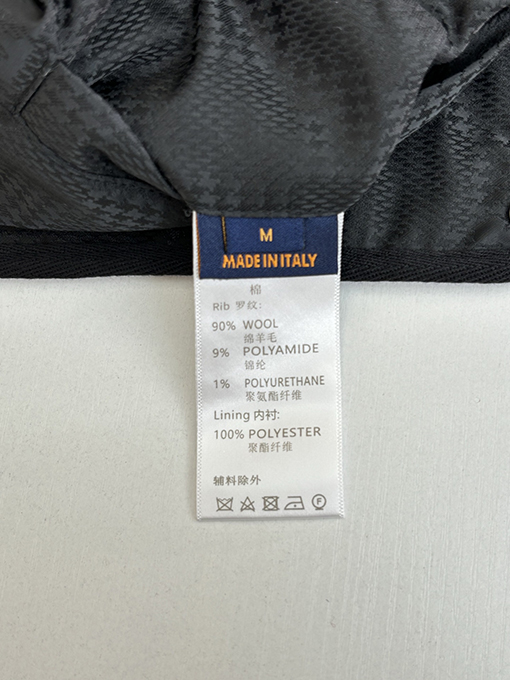 M
MADE IN ITALY
棉
Rib 罗纹:
90% WOOL
绵羊毛
9% POLYAMIDE
锦纶
1% POLYURETHANE
聚氨酯纤维
Lining 内衬:
100% POLYESTER
聚酯纤维
辅料除外
F